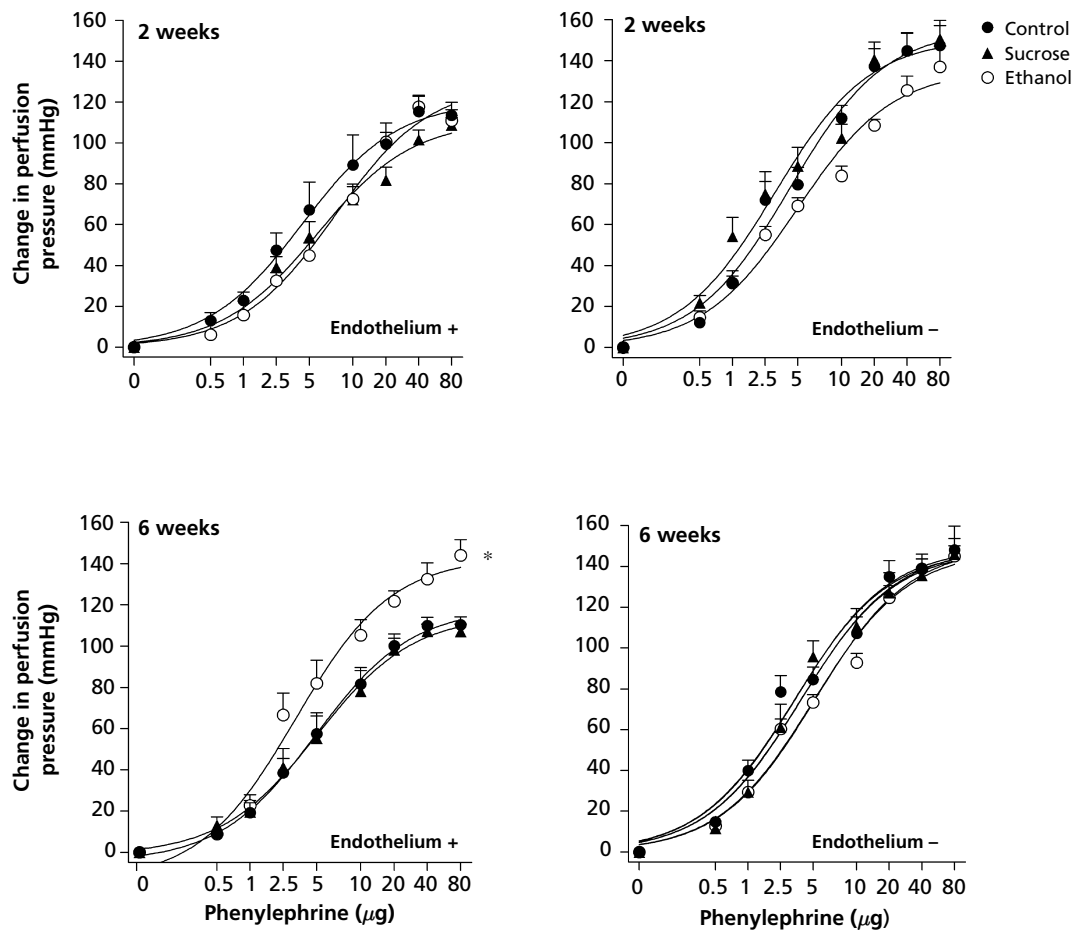 2 weeks
160
140
120
100
80
60
40
20
0
Change in perfusion
pressure (mmHg)
Endothelium +
0 0.5 1 2.5 5 10 20 40 80
2 weeks
160
140
120
100
80
60
40
20
0
Endothelium –
0 0.5 1 2.5 5 10 20 40 80
Control
Sucrose
Ethanol
6 weeks
160
140
120
100
80
60
40
20
0
Change in perfusion
pressure (mmHg)
*
Endothelium +
0 0.5 1 2.5 5 10 20 40 80
Phenylephrine (μg)
6 weeks
160
140
120
100
80
60
40
20
0
Endothelium –
0 0.5 1 2.5 5 10 20 40 80
Phenylephrine (μg)